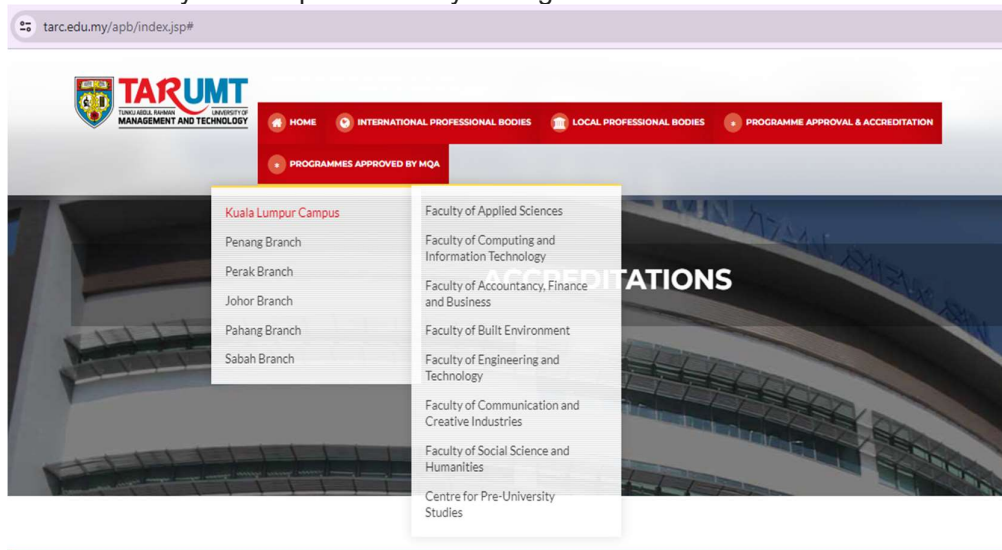 tarc.edu.my/apb/index.jsp#
TARUMT
TUNKU ABDUL RAHMAN UNIVERSITY OF
MANAGEMENT AND TECHNOLOGY
HOME
INTERNATIONAL PROFESSIONAL BODIES
LOCAL PROFESSIONAL BODIES
PROGRAMME APPROVAL & ACCREDITATION
PROGRAMMES APPROVED BY MQA
Kuala Lumpur Campus
Penang Branch
Perak Branch
Johor Branch
Pahang Branch
Sabah Branch
Faculty of Applied Sciences
Faculty of Computing and
Information Technology
Faculty of Accountancy, Finance
and Business
Faculty of Built Environment
Faculty of Engineering and
Technology
Faculty of Communication and
Creative Industries
Faculty of Social Science and
Humanities
Centre for Pre-University
Studies
ACCREDITATIONS